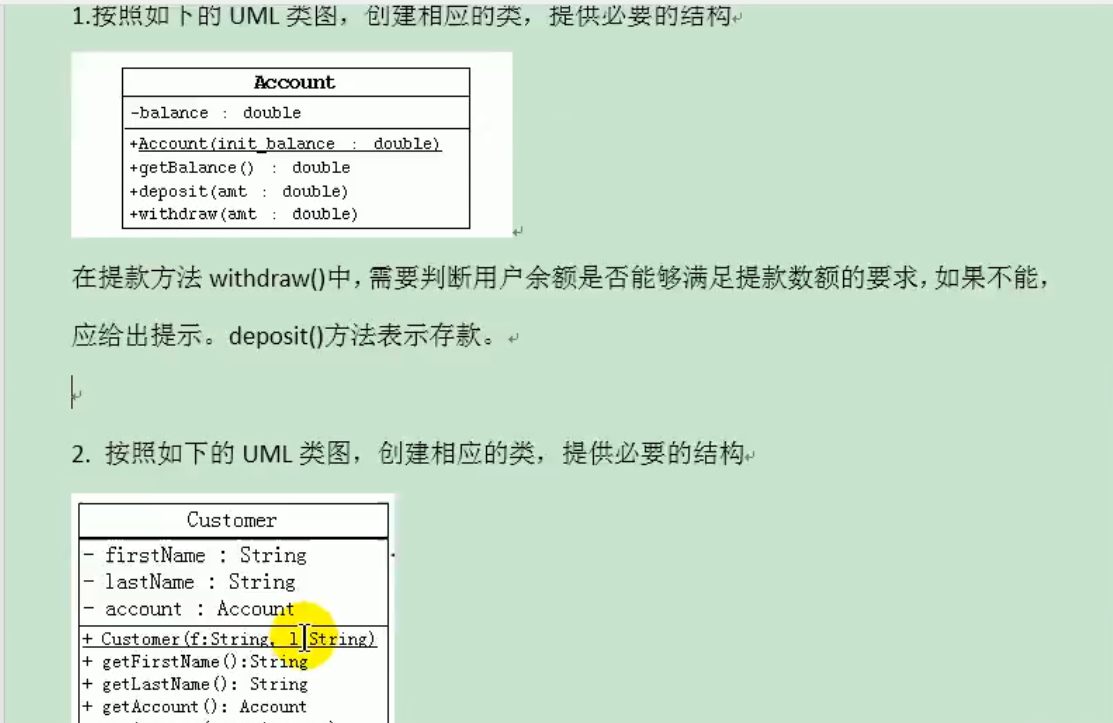 1.按照如下的 UML 类图，创建相应的类，提供必要的结构
Account
-balance : double
+Account(init_balance : double)
+getBalance() : double
+deposit(amt : double)
+withdraw(amt : double)
在提款方法 withdraw()中，需要判断用户余额是否能够满足提款数额的要求，如果不能，
应给出提示。deposit()方法表示存款。
2. 按照如下的 UML 类图，创建相应的类，提供必要的结构
Customer
- firstName : String
- lastName : String
- account : Account
+ Customer(f:String, l:String)
+ getFirstName():String
+ getLastName(): String
+ getAccount(): Account